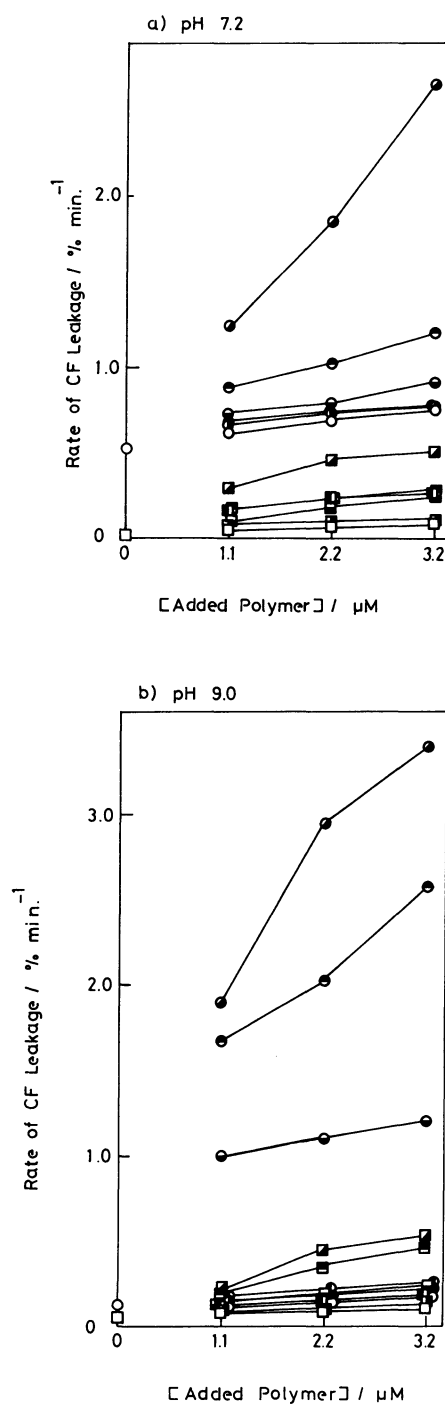 a) pH 7.2
Rate of CF Leakage / % min.⁻¹
2.0
1.0
0
0 1.1 2.2 3.2
[Added Polymer] / μM
b) pH 9.0
Rate of CF Leakage / % min.⁻¹
3.0
2.0
1.0
0
0 1.1 2.2 3.2
[Added Polymer] / μM